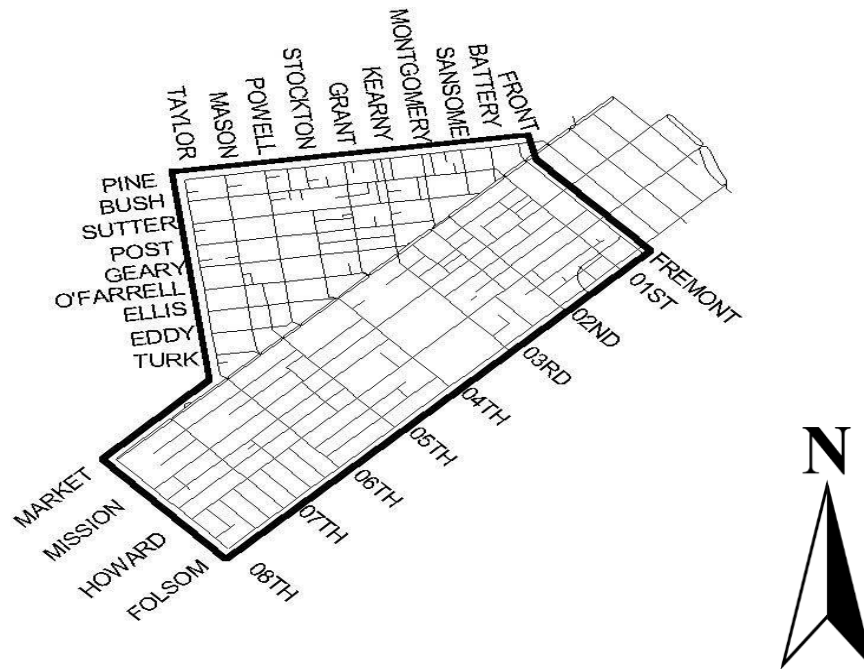 TAYLOR
MASON
POWELL
STOCKTON
GRANT
KEARNY
MONTGOMERY
SANSOME
BATTERY
FRONT
PINE
BUSH
SUTTER
POST
GEARY
O'FARRELL
ELLIS
EDDY
TURK
MARKET
MISSION
HOWARD
FOLSOM
FREMONT
01ST
02ND
03RD
04TH
05TH
06TH
07TH
08TH
N